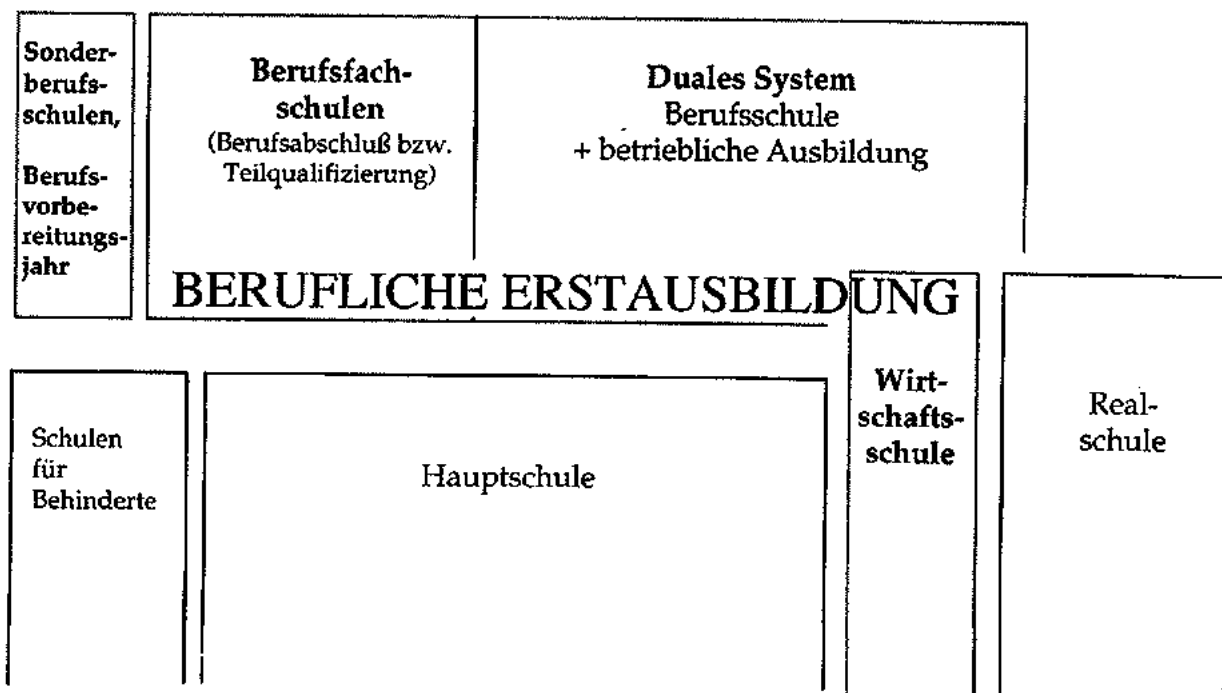 Sonder-
berufs-
schulen,
Berufs-
vorbe-
reitungs-
jahr
Berufsfach-
schulen
(Berufsabschluß bzw.
Teilqualifizierung)
Duales System
Berufsschule
+ betriebliche Ausbildung
BERUFLICHE ERSTAUSBILDUNG
Schulen
für
Behinderte
Hauptschule
Wirt-
schafts-
schule
Real-
schule